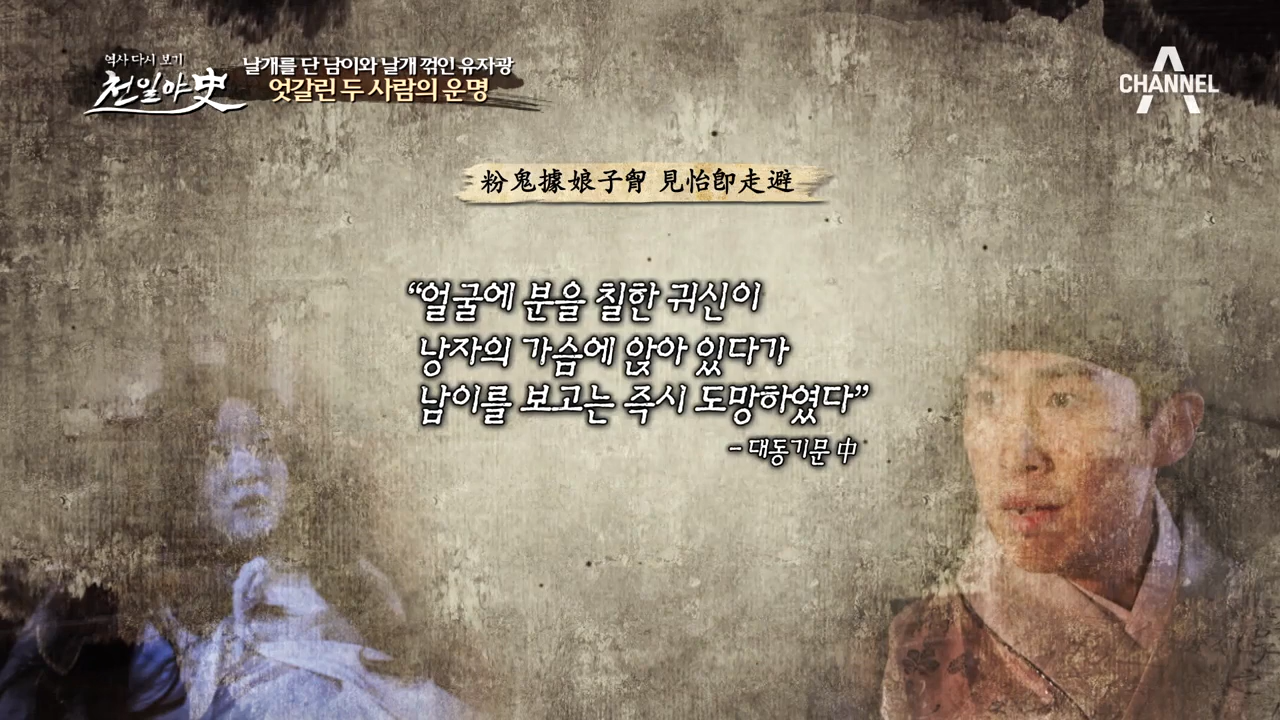 역사 다시 보기
천일야史
날개를 단 남이와 날개 꺾인 유자광
엇갈린 두 사람의 운명
CHANNEL A
粉鬼據娘子胷 見怡卽走避
“얼굴에 분을 칠한 귀신이
낭자의 가슴에 앉아 있다가
남이를 보고는 즉시 도망하였다”
- 대동기문 中